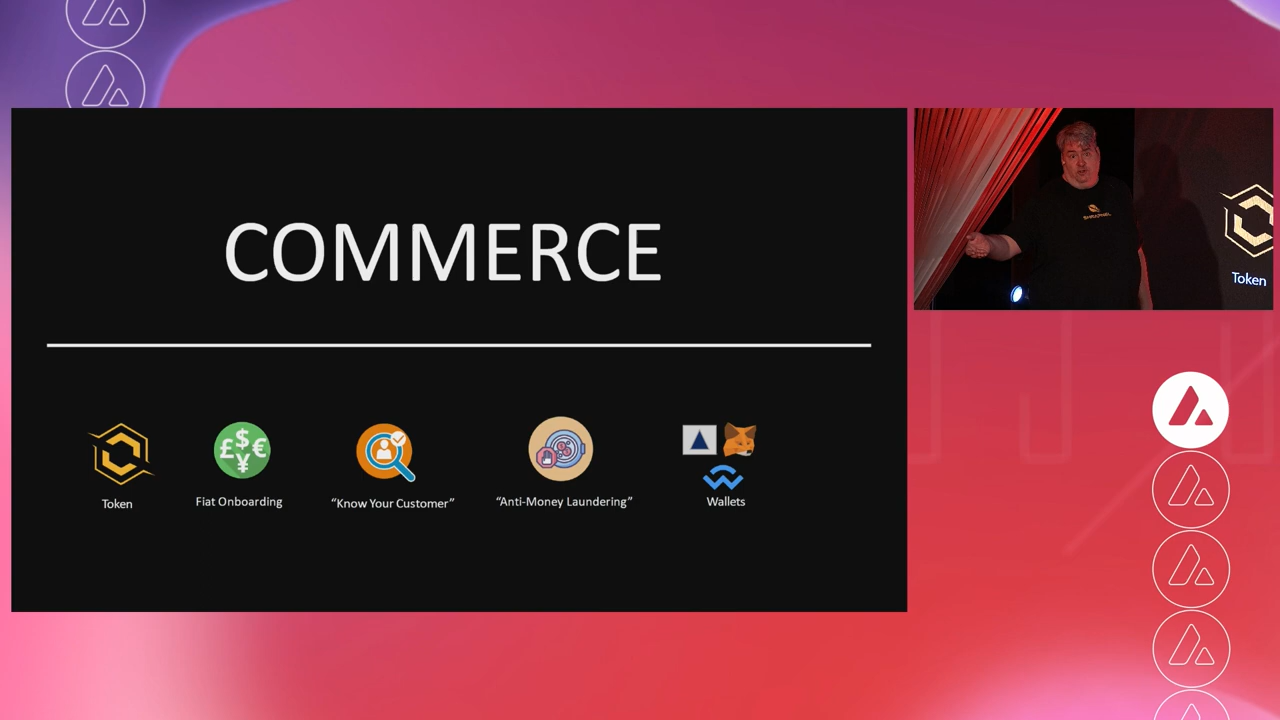 COMMERCE
Token
Fiat Onboarding
“Know Your Customer”
“Anti-Money Laundering”
Wallets
Token